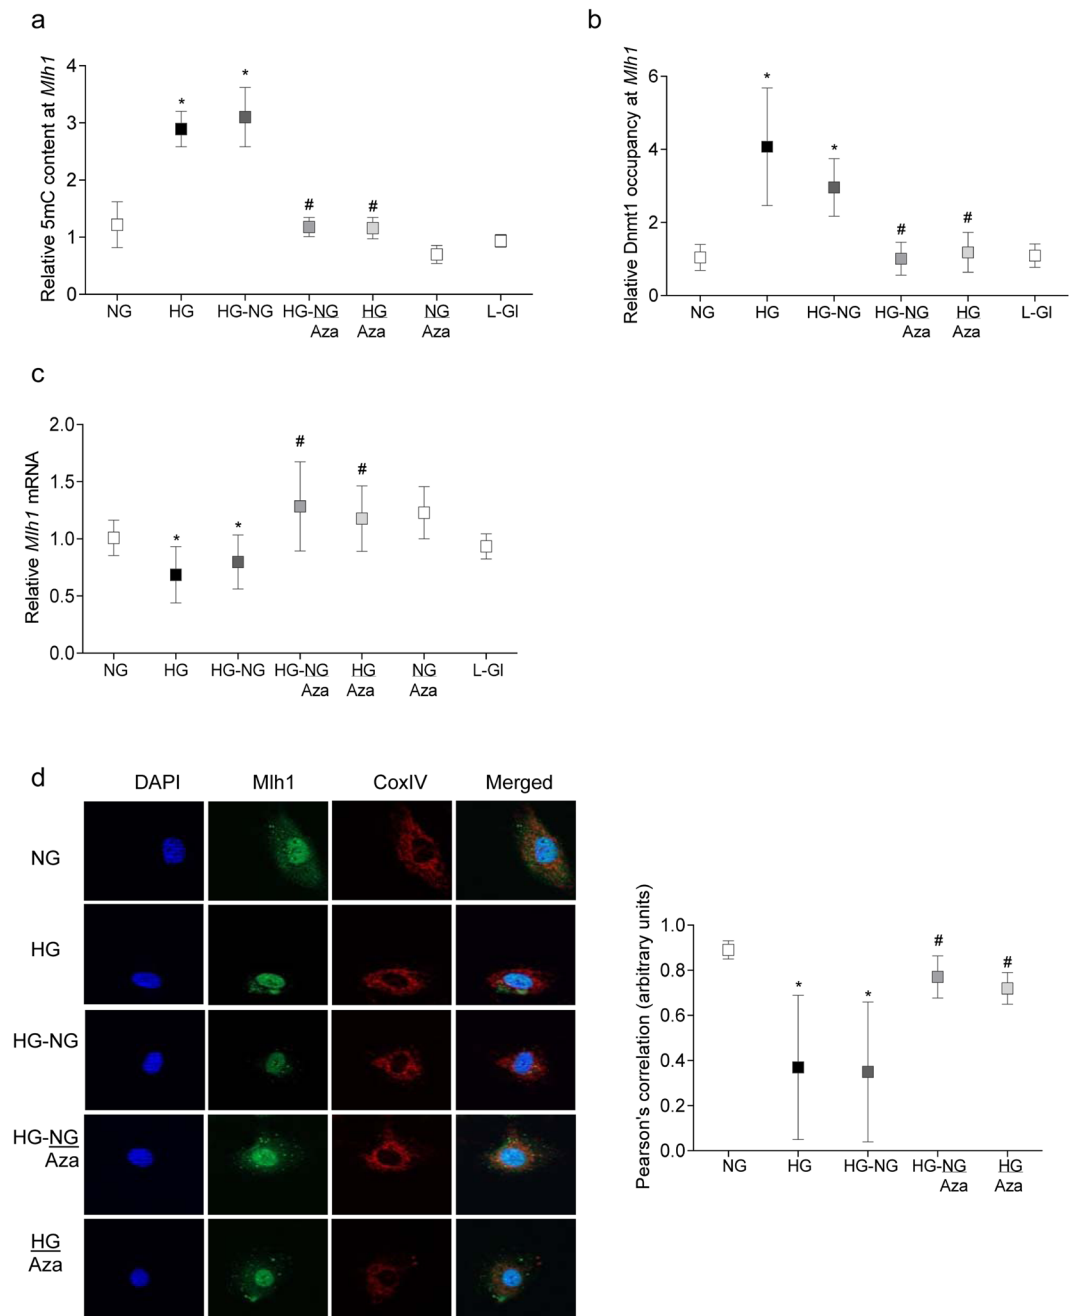 a
Relative 5mC content at Mlh1
4
3
2
1
0
* * # #
NG HG HG-NG HG-NG HG NG L-Gl
Aza Aza Aza
b
Relative Dnmt1 occupancy at Mlh1
6
4
2
0
* * # #
NG HG HG-NG HG-NG HG L-Gl
Aza Aza
c
Relative Mlh1 mRNA
2.0
1.5
1.0
0.5
0.0
* * # #
NG HG HG-NG HG-NG HG NG L-Gl
Aza Aza Aza
d
DAPI Mlh1 CoxIV Merged
NG
HG
HG-NG
HG-NG
Aza
HG
Aza
Pearson's correlation (arbitrary units)
1.0
0.8
0.6
0.4
0.2
0.0
* * # #
NG HG HG-NG HG-NG HG
Aza Aza